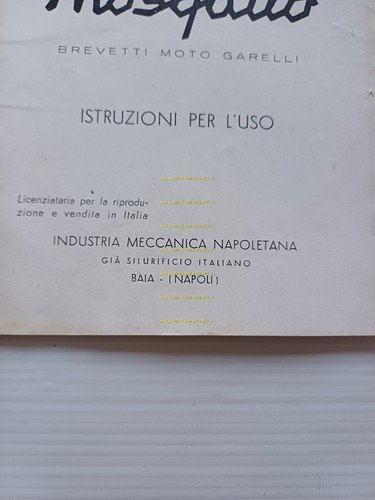 Mosquito
BREVETTI MOTO GARELLI
ISTRUZIONI PER L'USO
Licenziataria per la riprodu-
zione e vendita in Italia
INDUSTRIA MECCANICA NAPOLETANA
GIÀ SILURIFICIO ITALIANO
BAIA - (NAPOLI)